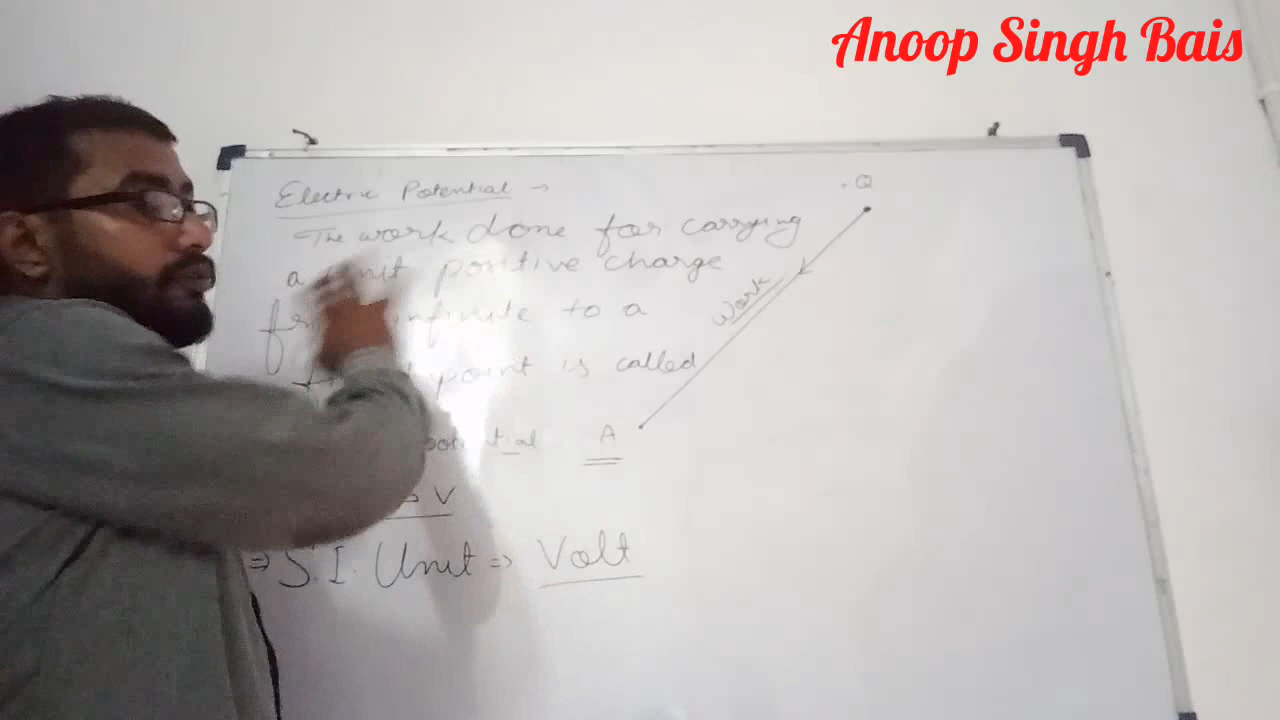 Anoop Singh Bais
Electric Potential →
. Q
The work done for carrying
a unit positive charge
infinite to a
Work
point is called
A
V
⇒ S.I. Unit ⇒ Volt